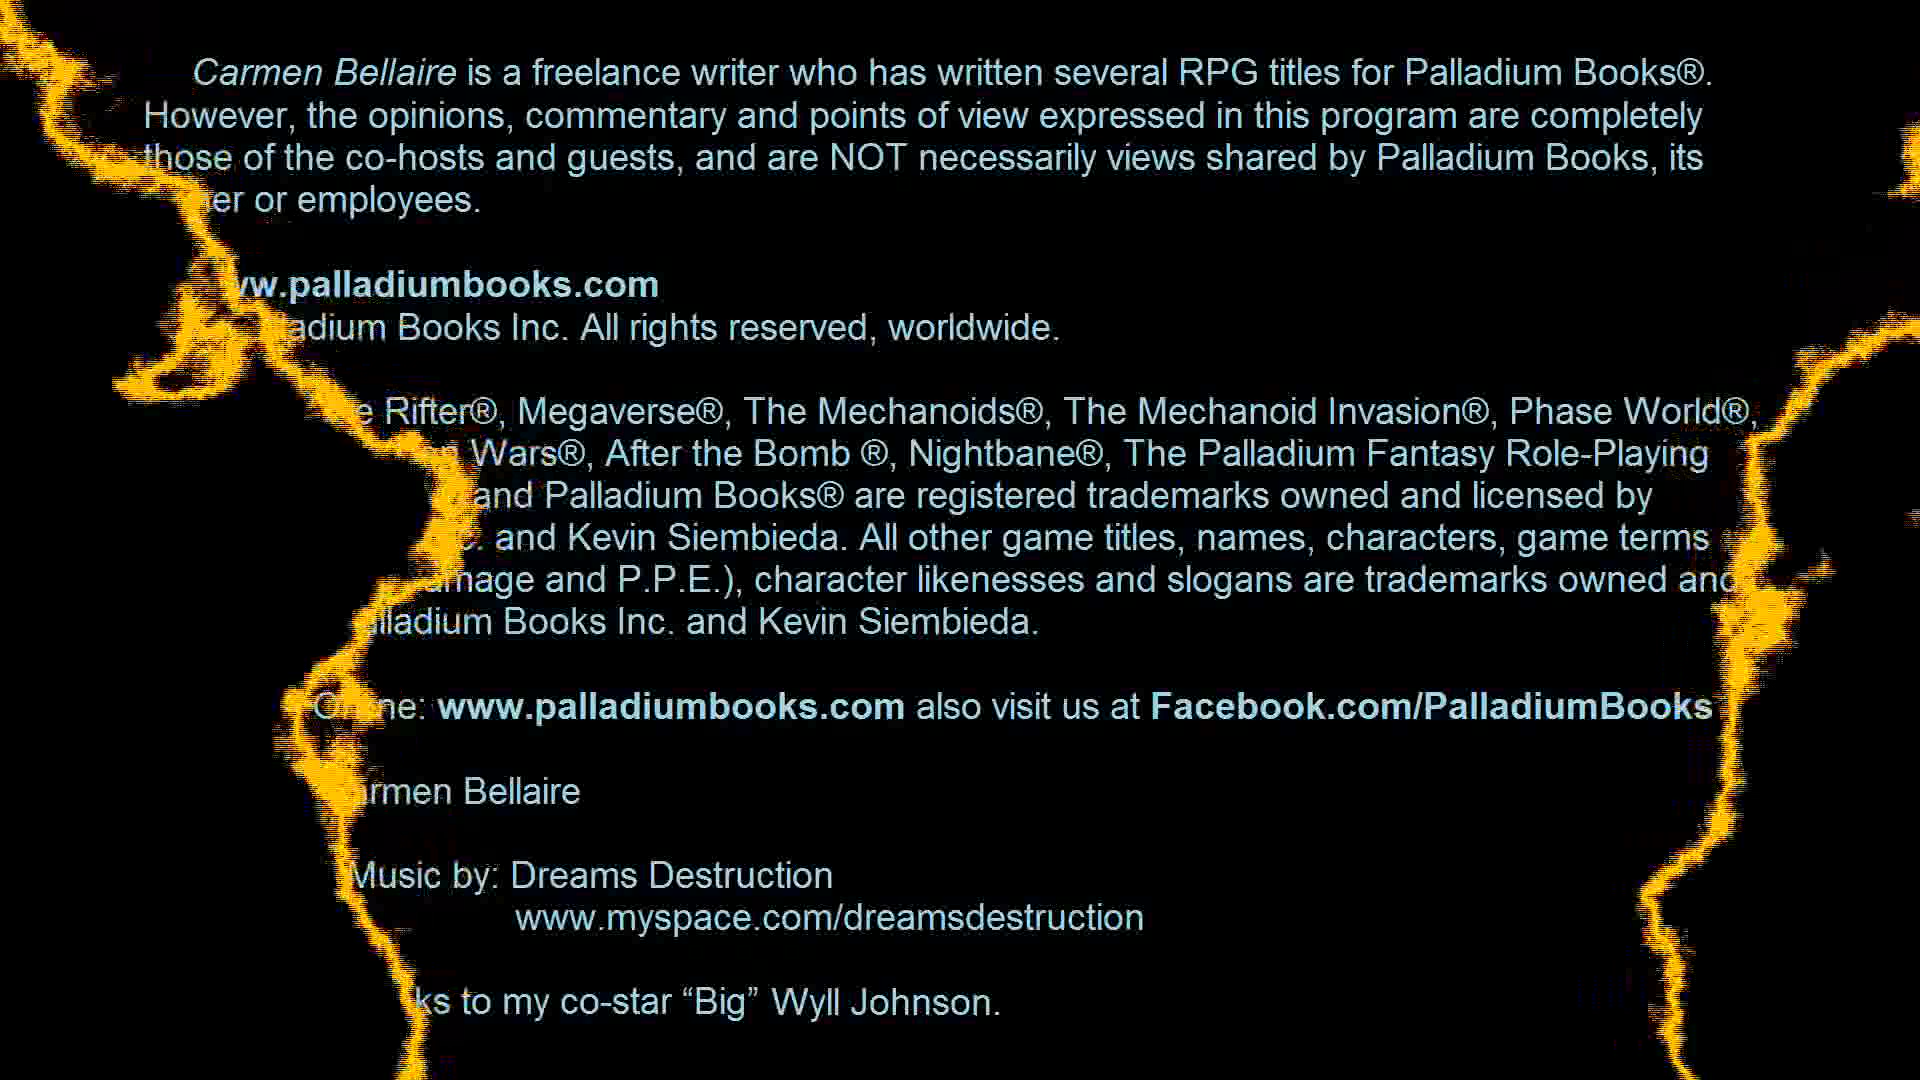 Carmen Bellaire is a freelance writer who has written several RPG titles for Palladium Books®.
However, the opinions, commentary and points of view expressed in this program are completely
those of the co-hosts and guests, and are NOT necessarily views shared by Palladium Books, its
or employees.
www.palladiumbooks.com
Palladium Books Inc. All rights reserved, worldwide.
Rifter®, Megaverse®, The Mechanoids®, The Mechanoid Invasion®, Phase World®,
Wars®, After the Bomb ®, Nightbane®, The Palladium Fantasy Role-Playing
and Palladium Books® are registered trademarks owned and licensed by
and Kevin Siembieda. All other game titles, names, characters, game terms
and P.P.E.), character likenesses and slogans are trademarks owned and
Palladium Books Inc. and Kevin Siembieda.
Online: www.palladiumbooks.com also visit us at Facebook.com/PalladiumBooks
Carmen Bellaire
Music by: Dreams Destruction
www.myspace.com/dreamsdestruction
to my co-star “Big” Wyll Johnson.